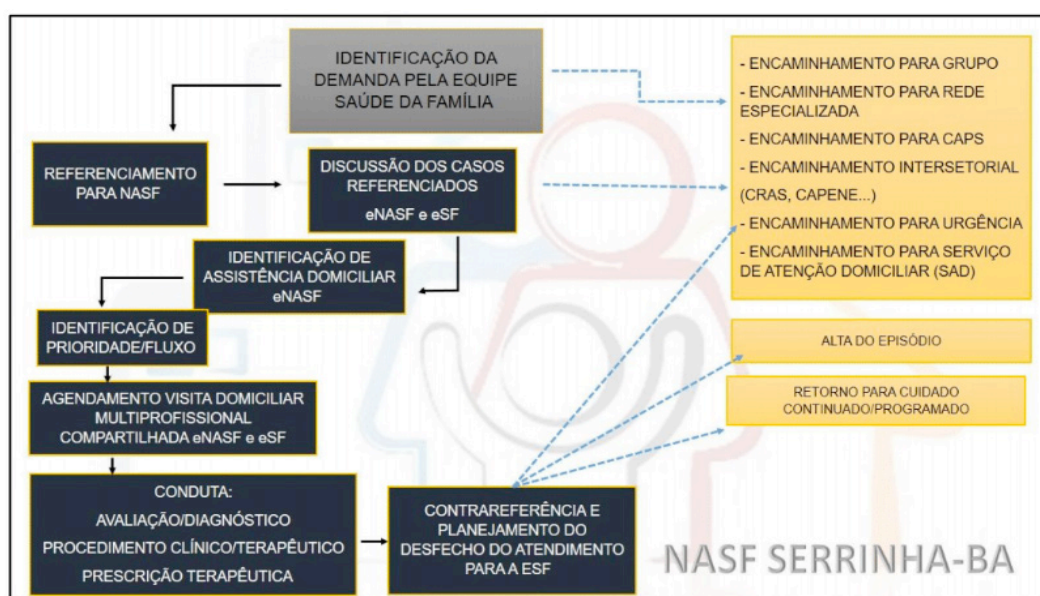 IDENTIFICAÇÃO DA
DEMANDA PELA EQUIPE
SAÚDE DA FAMÍLIA
REFERENCIAMENTO
PARA NASF
DISCUSSÃO DOS CASOS
REFERENCIADOS
eNASF e eSF
IDENTIFICAÇÃO DE
ASSISTÊNCIA DOMICILIAR
eNASF
IDENTIFICAÇÃO DE
PRIORIDADE/FLUXO
AGENDAMENTO VISITA DOMICILIAR
MULTIPROFISSIONAL
COMPARTILHADA eNASF e eSF
CONDUTA:
AVALIAÇÃO/DIAGNÓSTICO
PROCEDIMENTO CLÍNICO/TERAPÊUTICO
PRESCRIÇÃO TERAPÊUTICA
CONTRAREFERÊNCIA E
PLANEJAMENTO DO
DESFECHO DO ATENDIMENTO
PARA A ESF
- ENCAMINHAMENTO PARA GRUPO
- ENCAMINHAMENTO PARA REDE
ESPECIALIZADA
- ENCAMINHAMENTO PARA CAPS
- ENCAMINHAMENTO INTERSETORIAL
(CRAS, CAPENE...)
- ENCAMINHAMENTO PARA URGÊNCIA
- ENCAMINHAMENTO PARA SERVIÇO
DE ATENÇÃO DOMICILIAR (SAD)
ALTA DO EPISÓDIO
RETORNO PARA CUIDADO
CONTINUADO/PROGRAMADO
NASF SERRINHA-BA